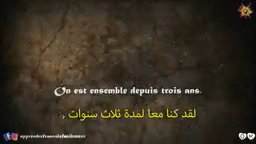 On est ensemble depuis trois ans.
لقد كنا معا لمدة ثلاث سنوات ,